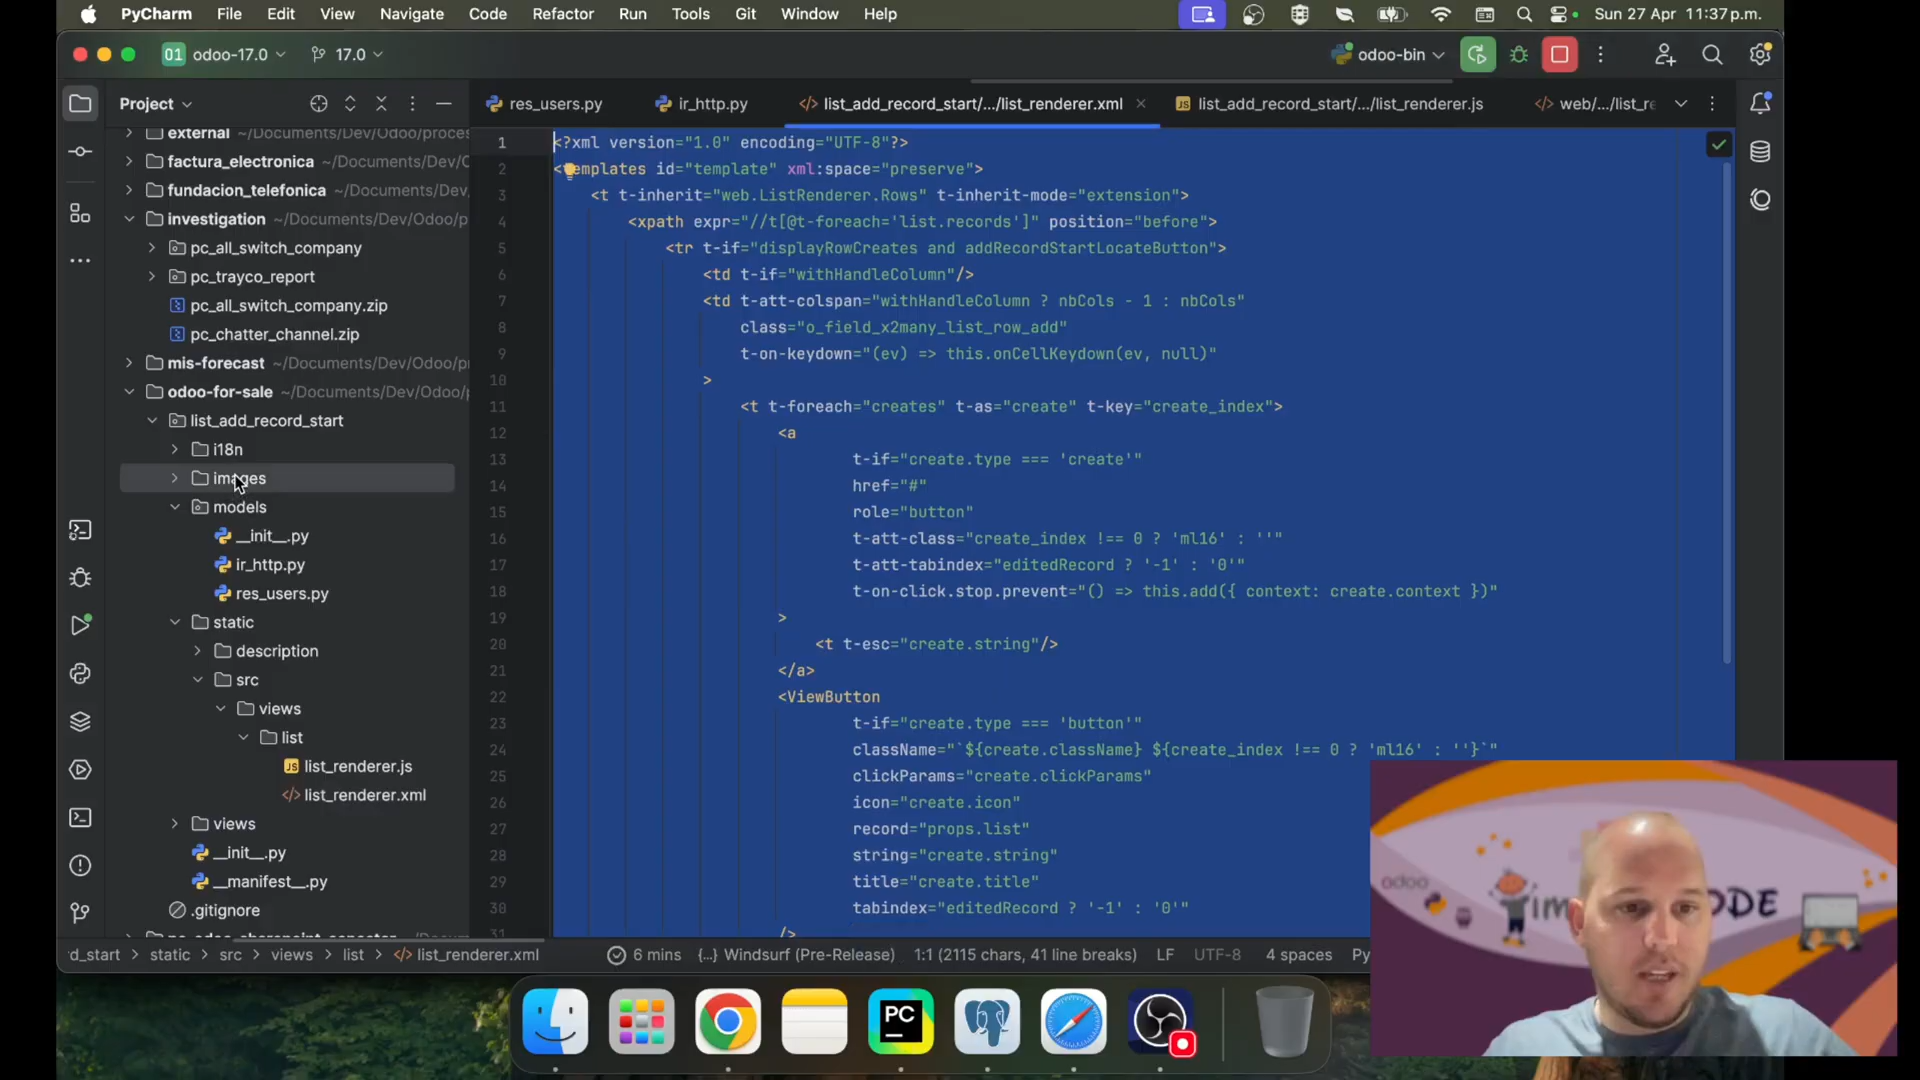 PyCharm File Edit View Navigate Code Refactor Run Tools Git Window Help Sun 27 Apr 11:37 p.m.
01 odoo-17.0 17.0 odoo-bin
Project
res_users.py ir_http.py list_add_record_start/.../list_renderer.xml list_add_record_start/.../list_renderer.js web/.../list_re
external ~/Documents/Dev/Odoo/proces
factura_electronica ~/Documents/Dev/O
fundacion_telefonica ~/Documents/Dev/
investigation ~/Documents/Dev/Odoo/p
pc_all_switch_company
pc_trayco_report
pc_all_switch_company.zip
pc_chatter_channel.zip
mis-forecast ~/Documents/Dev/Odoo/p
odoo-for-sale ~/Documents/Dev/Odoo/
list_add_record_start
i18n
images
models
__init__.py
ir_http.py
res_users.py
static
description
src
views
list
list_renderer.js
list_renderer.xml
views
__init__.py
__manifest__.py
.gitignore
1 <?xml version="1.0" encoding="UTF-8"?>
2 <templates id="template" xml:space="preserve">
3 <t t-inherit="web.ListRenderer.Rows" t-inherit-mode="extension">
4 <xpath expr="//t[@t-foreach='list.records']" position="before">
5 <tr t-if="displayRowCreates and addRecordStartLocateButton">
6 <td t-if="withHandleColumn"/>
7 <td t-att-colspan="withHandleColumn ? nbCols - 1 : nbCols"
8 class="o_field_x2many_list_row_add"
9 t-on-keydown="(ev) => this.onCellKeydown(ev, null)"
10 >
11 <t t-foreach="creates" t-as="create" t-key="create_index">
12 <a
13 t-if="create.type === 'create'"
14 href="#"
15 role="button"
16 t-att-class="create_index !== 0 ? 'ml16' : ''"
17 t-att-tabindex="editedRecord ? '-1' : '0'"
18 t-on-click.stop.prevent="() => this.add({ context: create.context })"
19 >
20 <t t-esc="create.string"/>
21 </a>
22 <ViewButton
23 t-if="create.type === 'button'"
24 className="`${create.className} ${create_index !== 0 ? 'ml16' : ''}`"
25 clickParams="create.clickParams"
26 icon="create.icon"
27 record="props.list"
28 string="create.string"
29 title="create.title"
30 tabindex="editedRecord ? '-1' : '0'"
31 />
d_start static src views list list_renderer.xml 6 mins {...} Windsurf (Pre-Release) 1:1 (2115 chars, 41 line breaks) LF UTF-8 4 spaces Py
odoo
ODE
PC